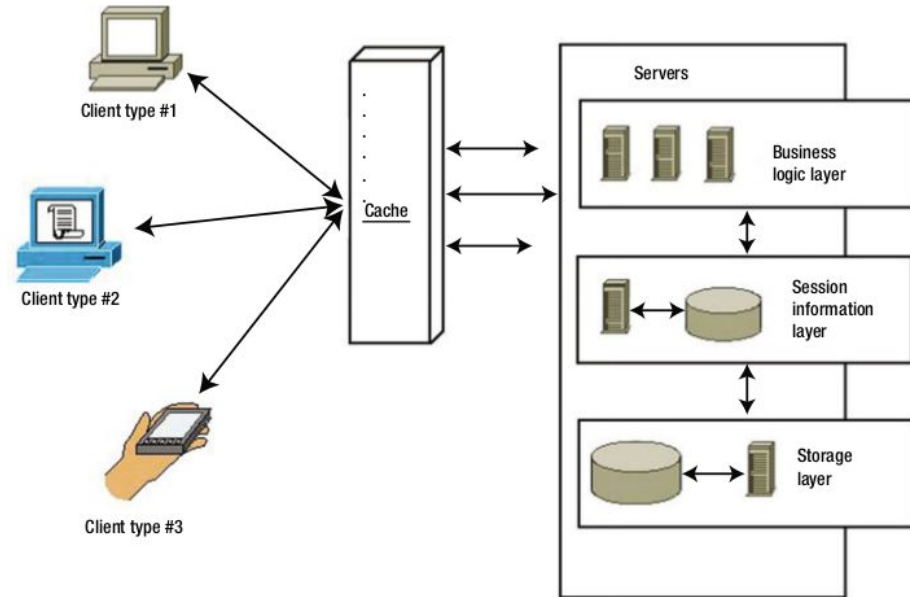 Client type #1
Client type #2
Client type #3
Cache
Servers
Business
logic layer
Session
information
layer
Storage
layer